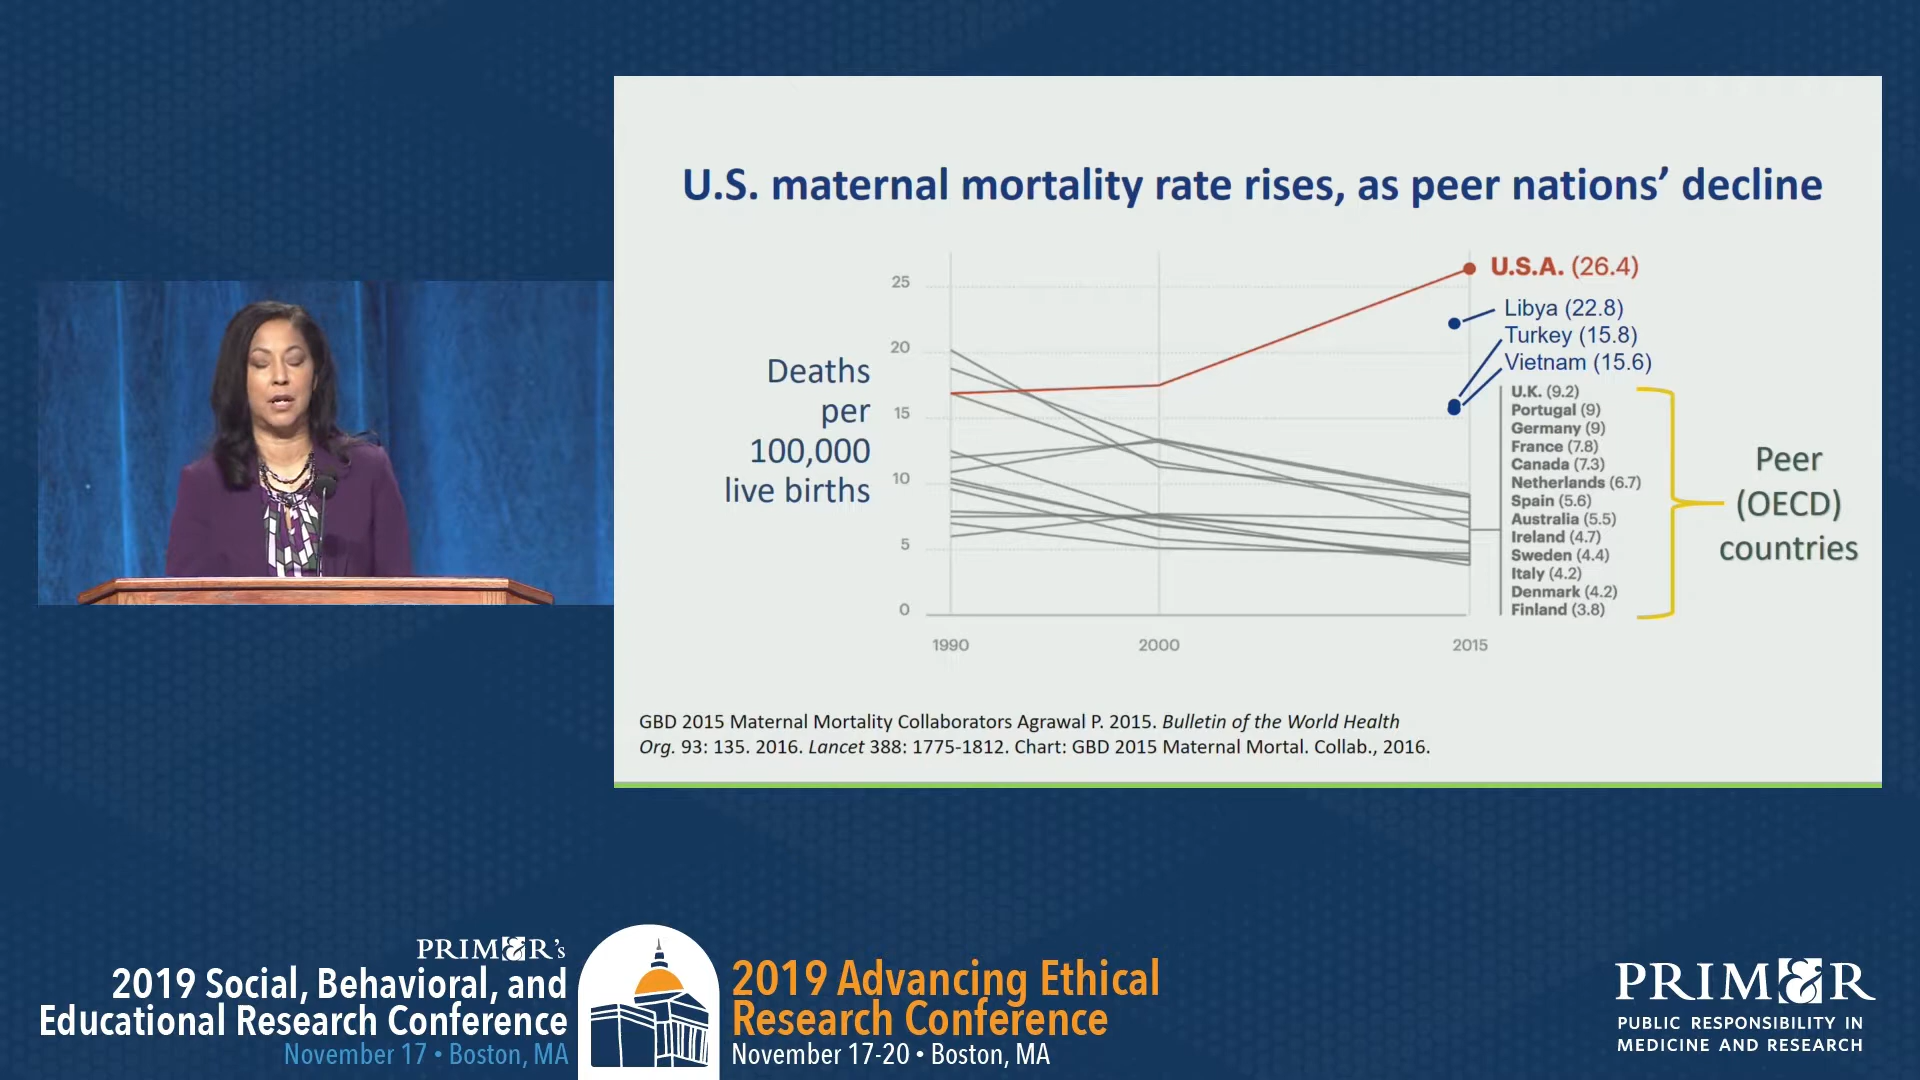 U.S. maternal mortality rate rises, as peer nations’ decline
Deaths
per
100,000
live births
25
20
15
10
5
0
1990
2000
2015
U.S.A. (26.4)
Libya (22.8)
Turkey (15.8)
Vietnam (15.6)
U.K. (9.2)
Portugal (9)
Germany (9)
France (7.8)
Canada (7.3)
Netherlands (6.7)
Spain (5.6)
Australia (5.5)
Ireland (4.7)
Sweden (4.4)
Italy (4.2)
Denmark (4.2)
Finland (3.8)
Peer
(OECD)
countries
GBD 2015 Maternal Mortality Collaborators Agrawal P. 2015. Bulletin of the World Health
Org. 93: 135. 2016. Lancet 388: 1775-1812. Chart: GBD 2015 Maternal Mortal. Collab., 2016.
PRIM&R’s
2019 Social, Behavioral, and
Educational Research Conference
November 17 • Boston, MA
2019 Advancing Ethical
Research Conference
November 17-20 • Boston, MA
PRIM&R
PUBLIC RESPONSIBILITY IN
MEDICINE AND RESEARCH